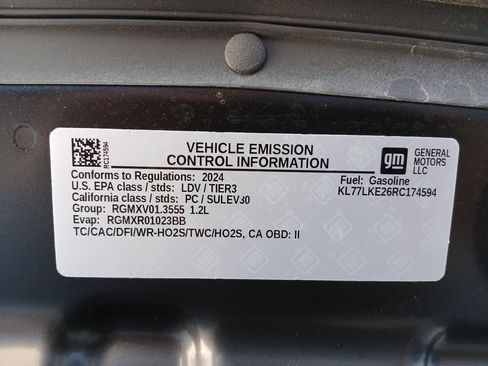 VEHICLE EMISSION
CONTROL INFORMATION
RC174594
gm
GENERAL
MOTORS
LLC
Conforms to Regulations: 2024
U.S. EPA class / stds: LDV / TIER3
California class / stds: PC / SULEV30
Group: RGMXV01.3555 1.2L
Evap: RGMXR01023BB
TC/CAC/DFI/WR-HO2S/TWC/HO2S, CA OBD: II
Fuel: Gasoline
KL77LKE26RC174594